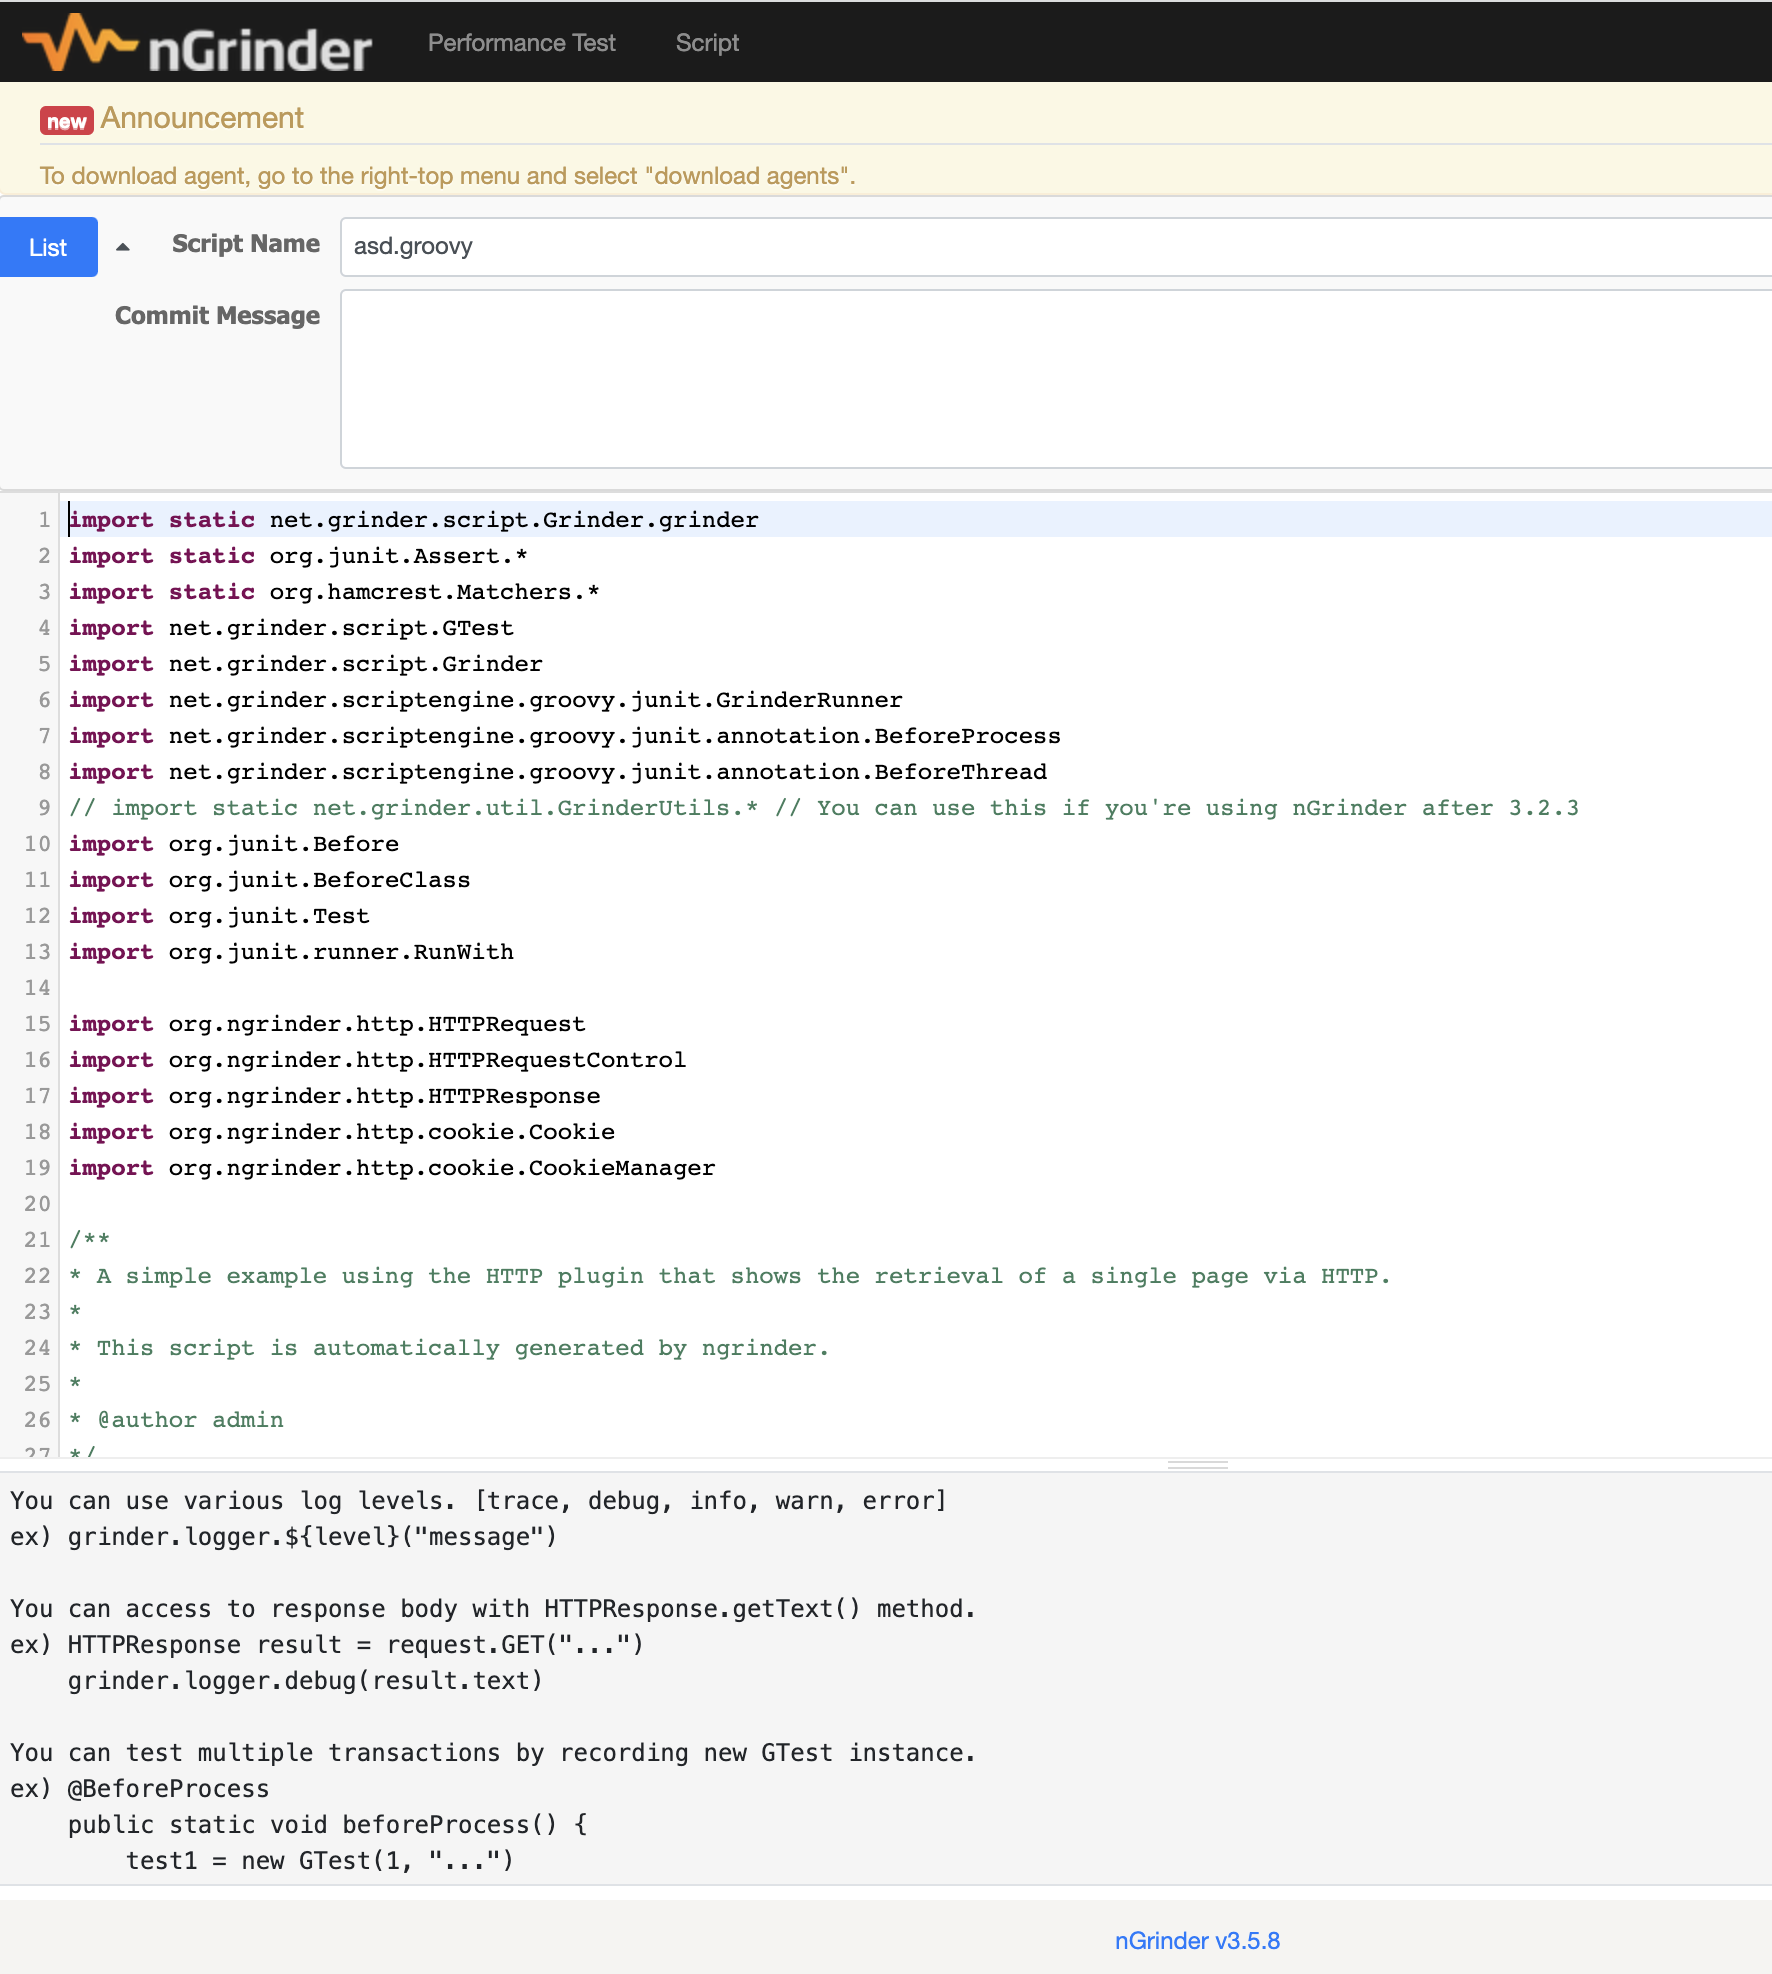 nGrinder Performance Test Script
new Announcement
To download agent, go to the right-top menu and select "download agents".
List Script Name asd.groovy
Commit Message
1 import static net.grinder.script.Grinder.grinder
2 import static org.junit.Assert.*
3 import static org.hamcrest.Matchers.*
4 import net.grinder.script.GTest
5 import net.grinder.script.Grinder
6 import net.grinder.scriptengine.groovy.junit.GrinderRunner
7 import net.grinder.scriptengine.groovy.junit.annotation.BeforeProcess
8 import net.grinder.scriptengine.groovy.junit.annotation.BeforeThread
9 // import static net.grinder.util.GrinderUtils.* // You can use this if you're using nGrinder after 3.2.3
10 import org.junit.Before
11 import org.junit.BeforeClass
12 import org.junit.Test
13 import org.junit.runner.RunWith
14
15 import org.ngrinder.http.HTTPRequest
16 import org.ngrinder.http.HTTPRequestControl
17 import org.ngrinder.http.HTTPResponse
18 import org.ngrinder.http.cookie.Cookie
19 import org.ngrinder.http.cookie.CookieManager
20
21 /**
22 * A simple example using the HTTP plugin that shows the retrieval of a single page via HTTP.
23 *
24 * This script is automatically generated by ngrinder.
25 *
26 * @author admin
27 */
You can use various log levels. [trace, debug, info, warn, error]
ex) grinder.logger.${level}("message")
You can access to response body with HTTPResponse.getText() method.
ex) HTTPResponse result = request.GET("...")
grinder.logger.debug(result.text)
You can test multiple transactions by recording new GTest instance.
ex) @BeforeProcess
public static void beforeProcess() {
test1 = new GTest(1, "...")
nGrinder v3.5.8